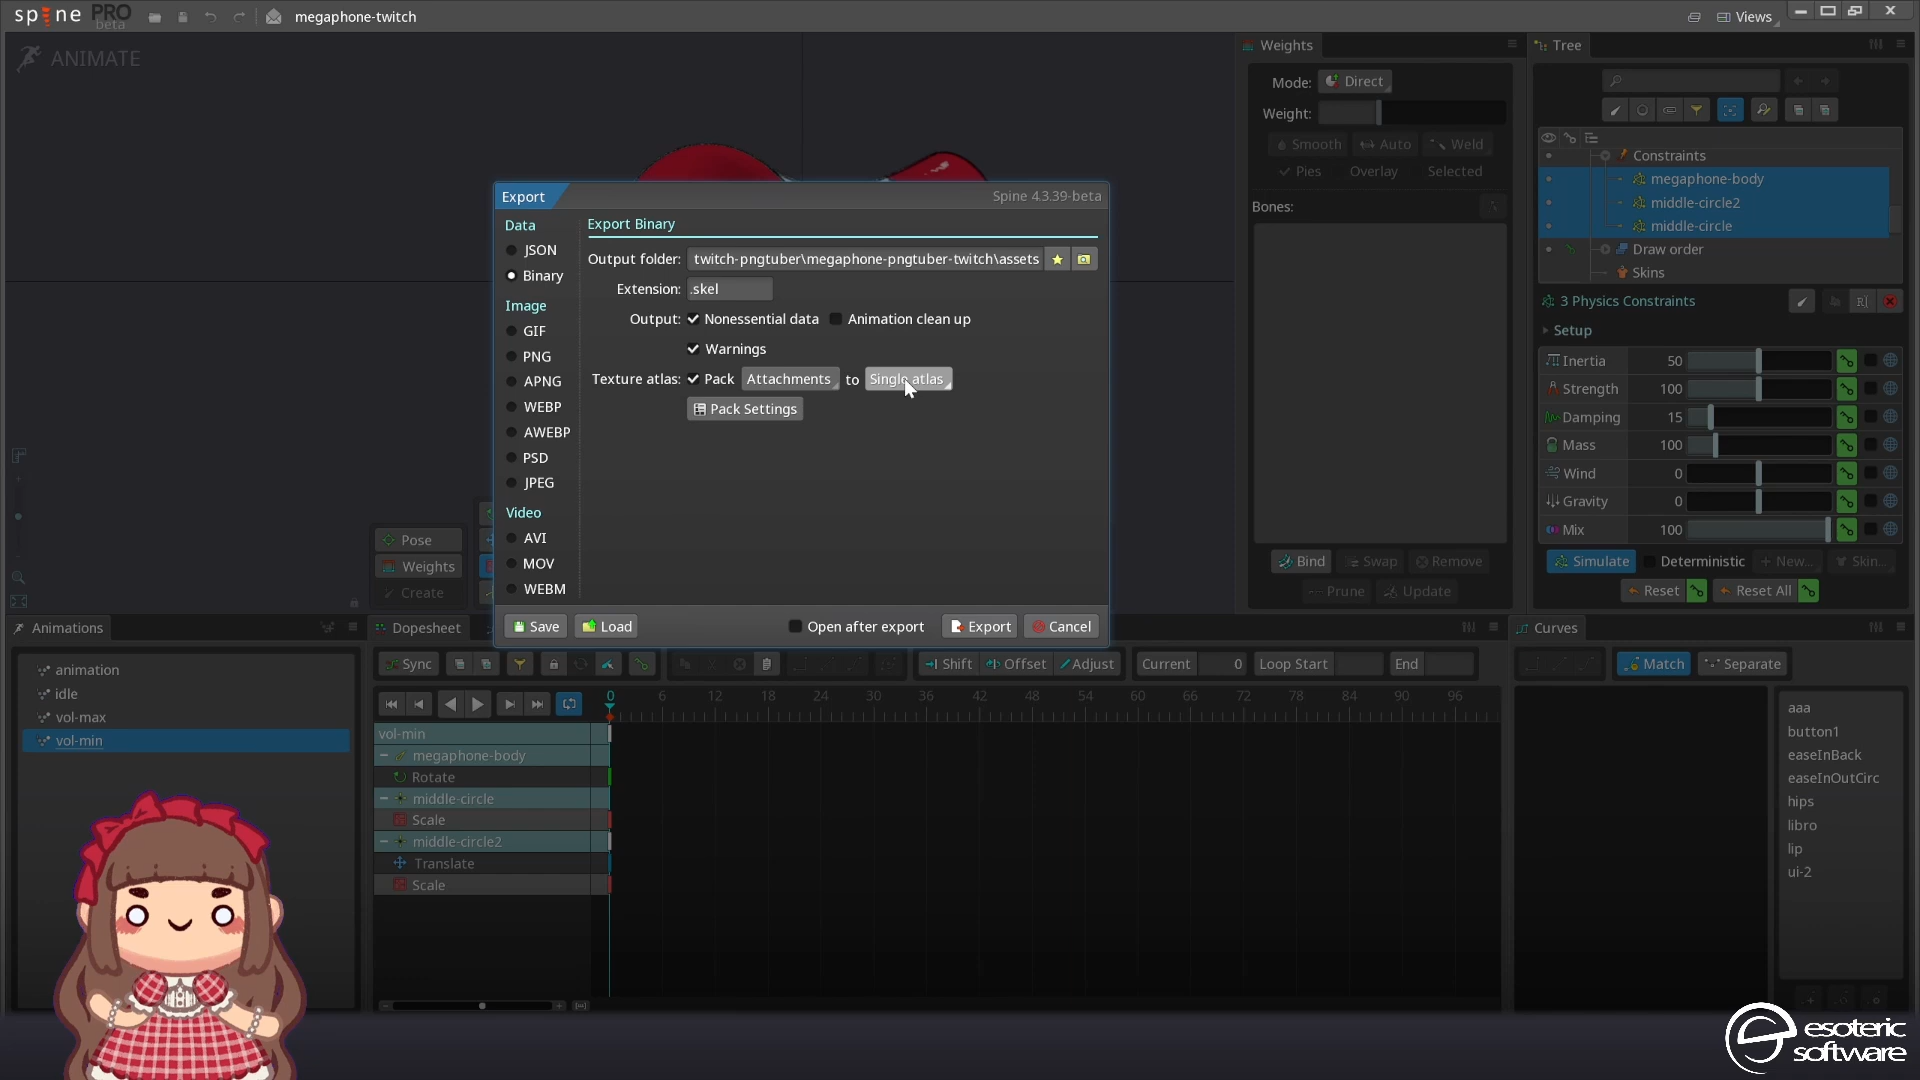 spine PRO beta
megaphone-twitch
Views
ANIMATE
Export
Spine 4.3.39-beta
Data
JSON
Binary
Image
GIF
PNG
APNG
WEBP
AWEBP
PSD
JPEG
Video
AVI
MOV
WEBM
Export Binary
Output folder: twitch-pngtuber\megaphone-pngtuber-twitch\assets
Extension: .skel
Output: Nonessential data Animation clean up
Warnings
Texture atlas: Pack Attachments to Single atlas
Pack Settings
Save Load Open after export Export Cancel
Pose
Weights
Create
Weights
Mode: Direct
Weight:
Smooth Auto Weld
Pies Overlay Selected
Bones:
Bind Swap Remove
Prune Update
Tree
Constraints
megaphone-body
middle-circle2
middle-circle
Draw order
Skins
3 Physics Constraints
Setup
Inertia 50
Strength 100
Damping 15
Mass 100
Wind 0
Gravity 0
Mix 100
Simulate Deterministic New... Skin...
Reset Reset All
Animations
animation
idle
vol-max
vol-min
Dopesheet
Sync Shift Offset Adjust Current 0 Loop Start End
0 6 12 18 24 30 36 42 48 54 60 66 72 78 84 90 96
vol-min
megaphone-body
Rotate
middle-circle
Scale
middle-circle2
Translate
Scale
Curves
Match Separate
aaa
button1
easeInBack
easeInOutCirc
hips
libro
lip
ui-2
esoteric
software